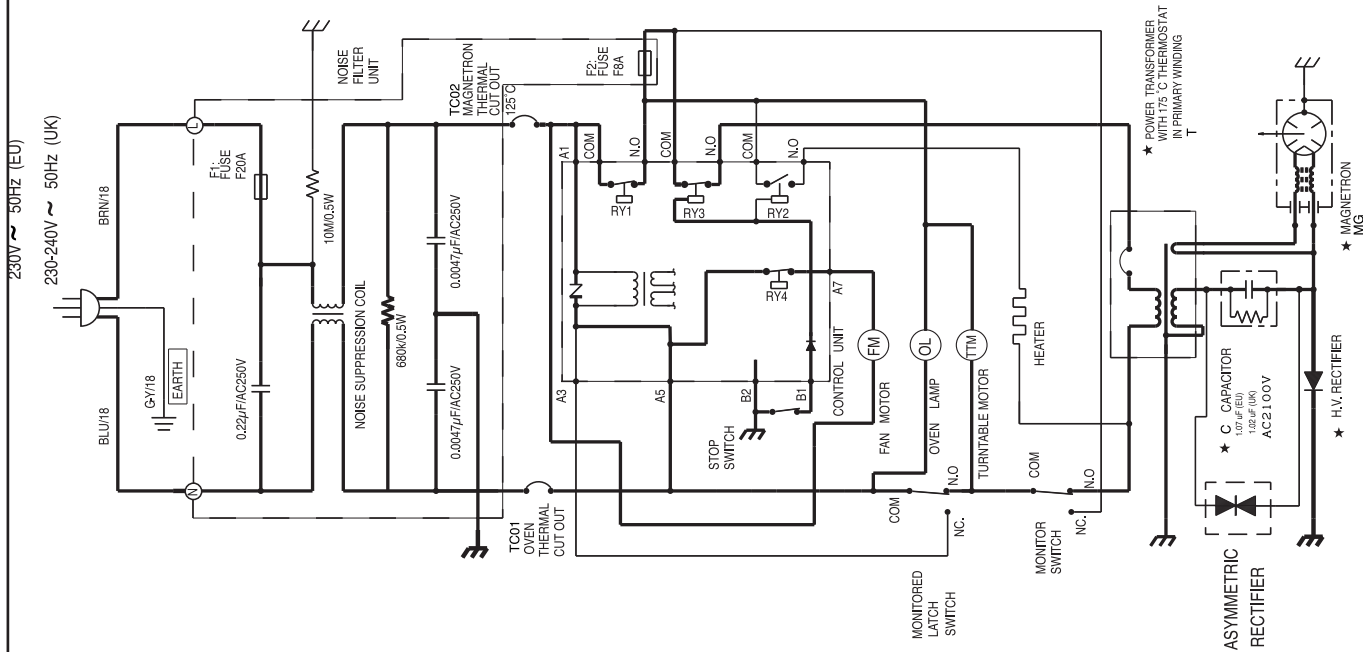 230V ~ 50Hz (EU)
230-240V ~ 50Hz (UK)
BRN/18
BLU/18
G-Y/18
EARTH
L
N
F1:
FUSE
F20A
0.22µF/AC250V
10M/0.5W
NOISE SUPPRESSION COIL
NOISE
FILTER
UNIT
680k/0.5W
0.0047µF/AC250V
0.0047µF/AC250V
TC02
MAGNETRON
THERMAL
CUT OUT
125°C
TC01
OVEN
THERMAL
CUT OUT
F2:
FUSE
F8A
A1
COM
N.O
COM
N.O
COM
N.O
RY1
RY3
RY2
RY4
A7
A3
A5
B2
B1
CONTROL UNIT
STOP
SWITCH
FM
FAN MOTOR
OL
OVEN LAMP
TTM
TURNTABLE MOTOR
HEATER
COM
N.O
NC.
MONITORED
LATCH
SWITCH
COM
N.O
NC.
MONITOR
SWITCH
★ POWER TRANSFORMER
WITH 175 °C THERMOSTAT
IN PRIMARY WINDING
T
★ C CAPACITOR
1.07 uF (EU)
1.02 uF (UK)
AC2100V
★ MAGNETRON
MG
★ H.V. RECTIFIER
ASYMMETRIC
RECTIFIER